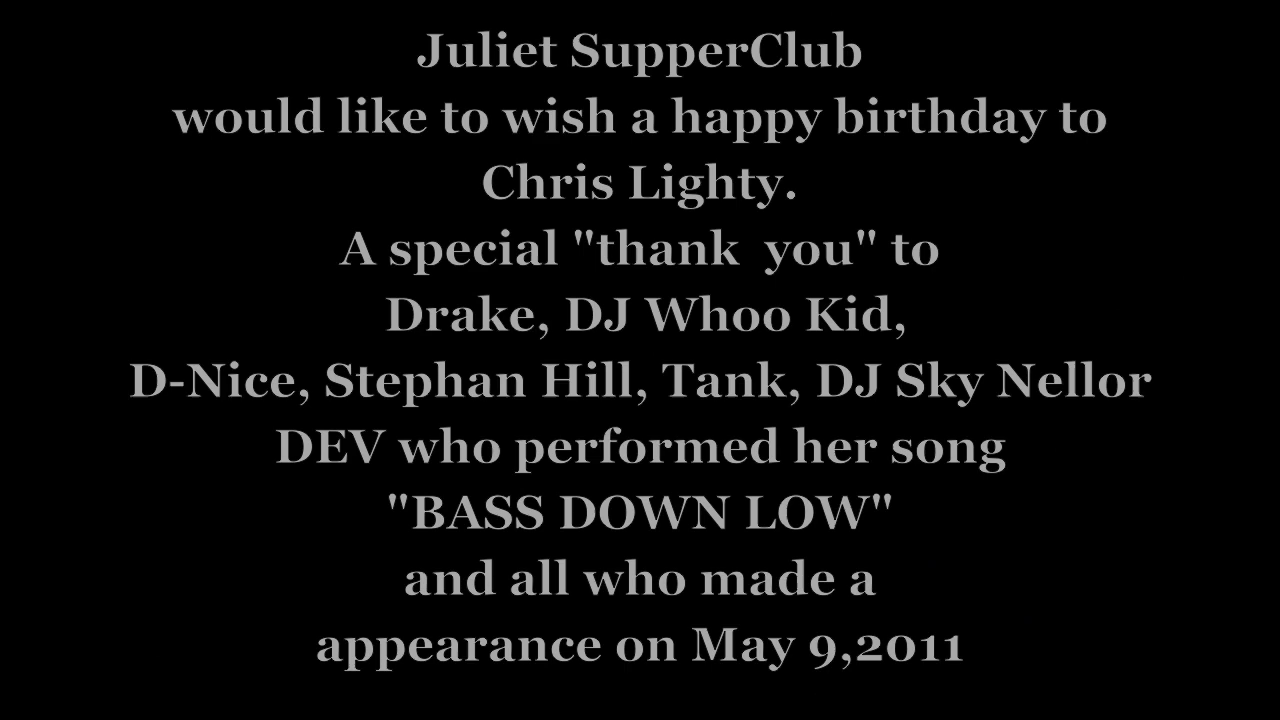 Juliet SupperClub
would like to wish a happy birthday to
Chris Lighty.
A special "thank  you" to
Drake, DJ Whoo Kid,
D-Nice, Stephan Hill, Tank, DJ Sky Nellor
DEV who performed her song
"BASS DOWN LOW"
and all who made a
appearance on May 9,2011